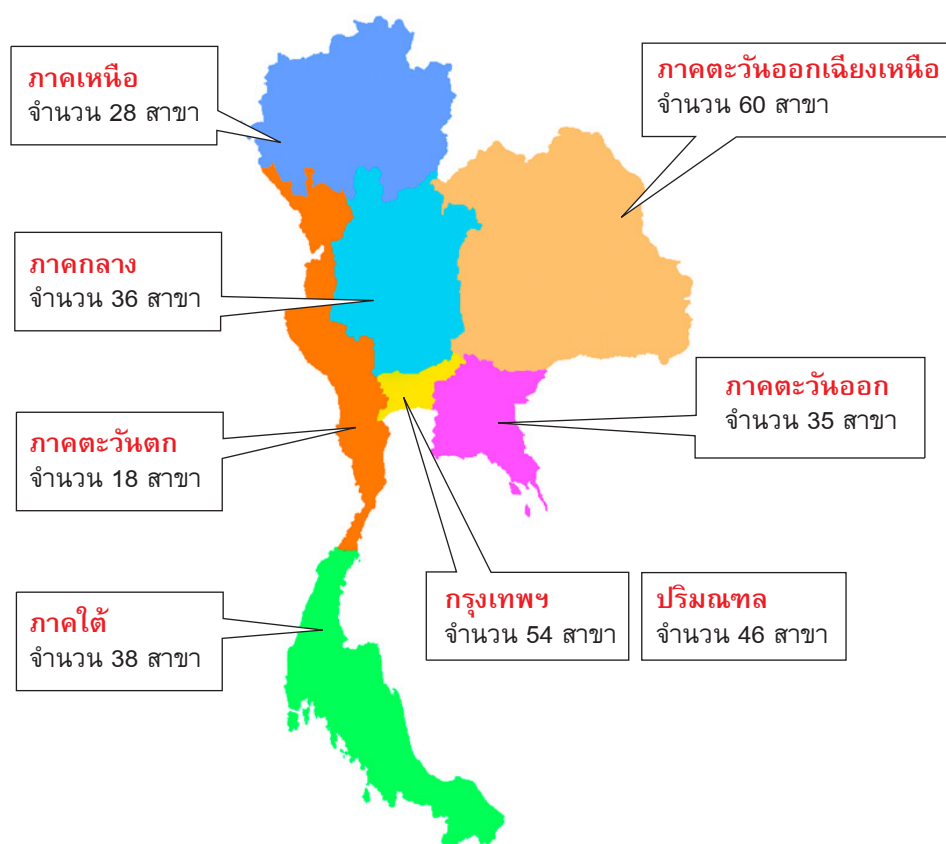 ภาคเหนือ
จำนวน 28 สาขา
ภาคตะวันออกเฉียงเหนือ
จำนวน 60 สาขา
ภาคกลาง
จำนวน 36 สาขา
ภาคตะวันออก
จำนวน 35 สาขา
ภาคตะวันตก
จำนวน 18 สาขา
กรุงเทพฯ
จำนวน 54 สาขา
ปริมณฑล
จำนวน 46 สาขา
ภาคใต้
จำนวน 38 สาขา